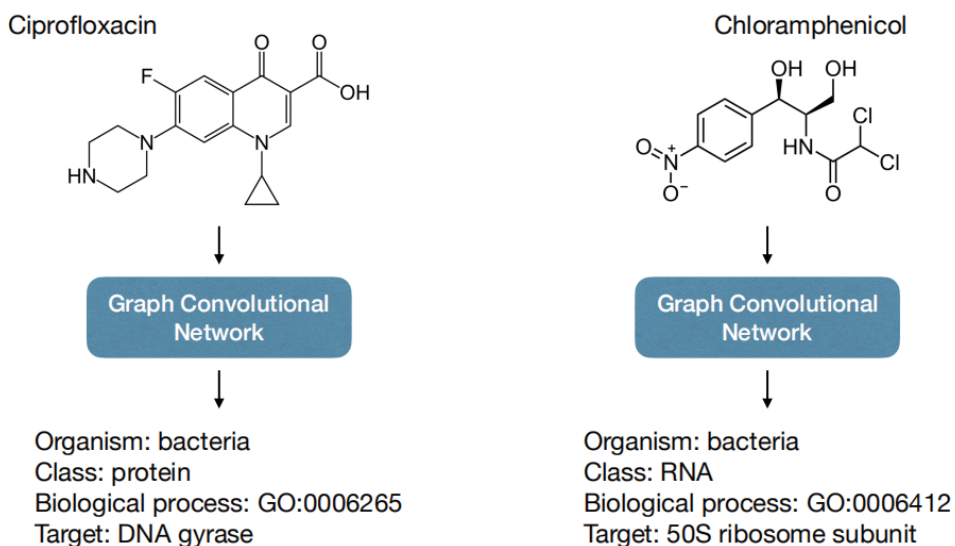 Ciprofloxacin
O
O
F
OH
N
N
HN
Graph Convolutional
Network
Organism: bacteria
Class: protein
Biological process: GO:0006265
Target: DNA gyrase
Chloramphenicol
OH
OH
Cl
HN
Cl
O
N+
O
O−
Graph Convolutional
Network
Organism: bacteria
Class: RNA
Biological process: GO:0006412
Target: 50S ribosome subunit